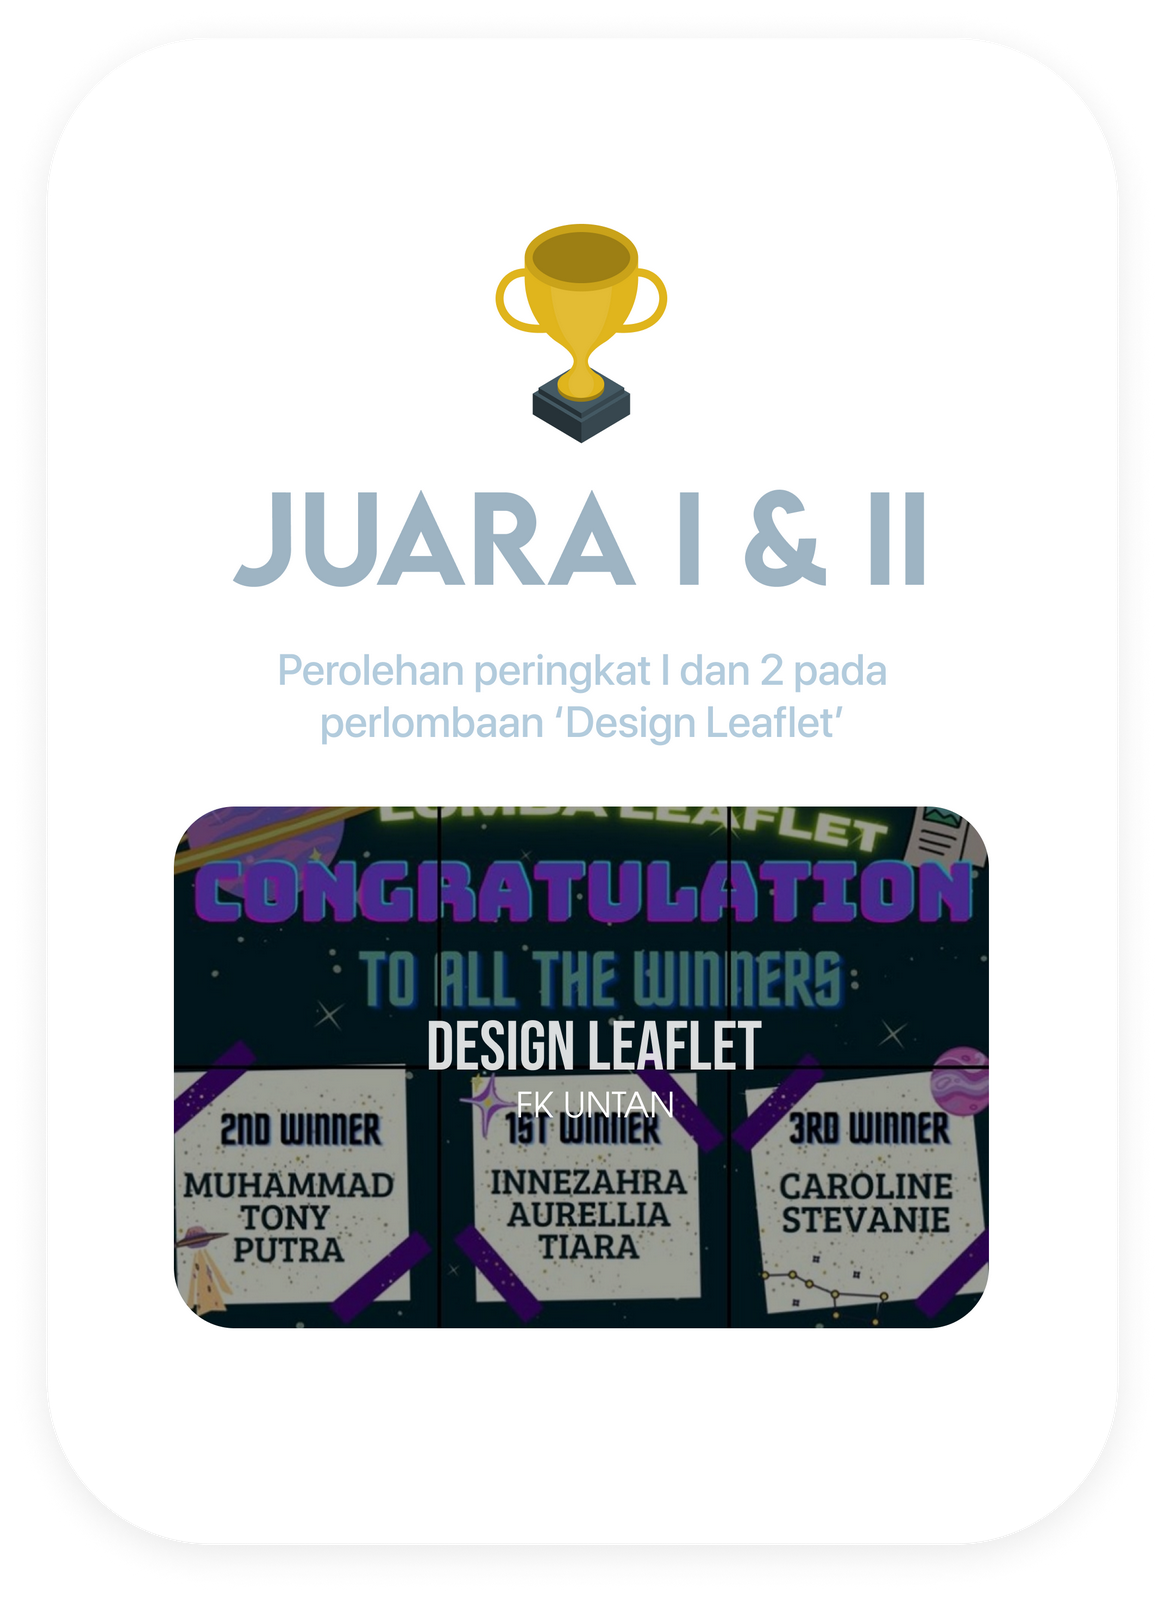 JUARA I & II
Perolehan peringkat I dan 2 pada
perlombaan ‘Design Leaflet’
LOMBA LEAFLET
CONGRATULATION
TO ALL THE WINNERS
DESIGN LEAFLET
FK UNTAN
2ND WINNER
MUHAMMAD
TONY
PUTRA
1ST WINNER
INNEZAHRA
AURELLIA
TIARA
3RD WINNER
CAROLINE
STEVANIE